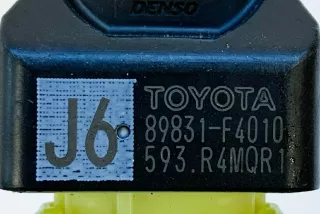 DENSO
J6
TOYOTA
89831-F4010
593.R4MQR1